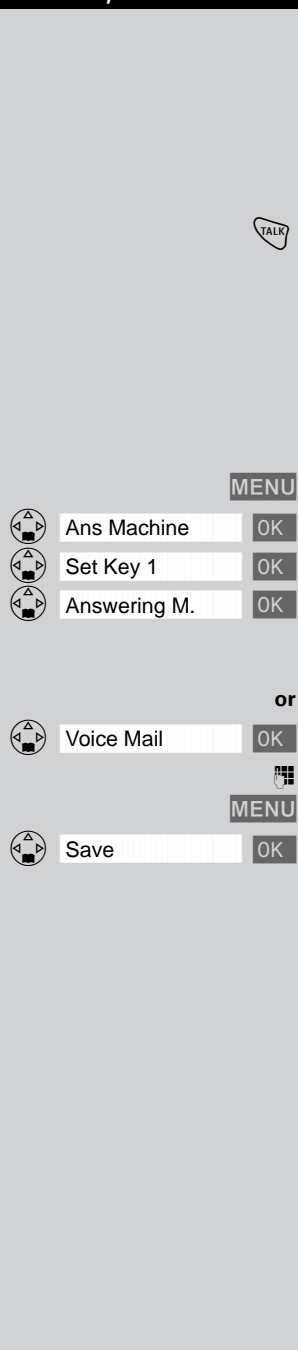 TALK
MENU
Ans Machine OK
Set Key 1 OK
Answering M. OK
or
Voice Mail OK
MENU
Save OK